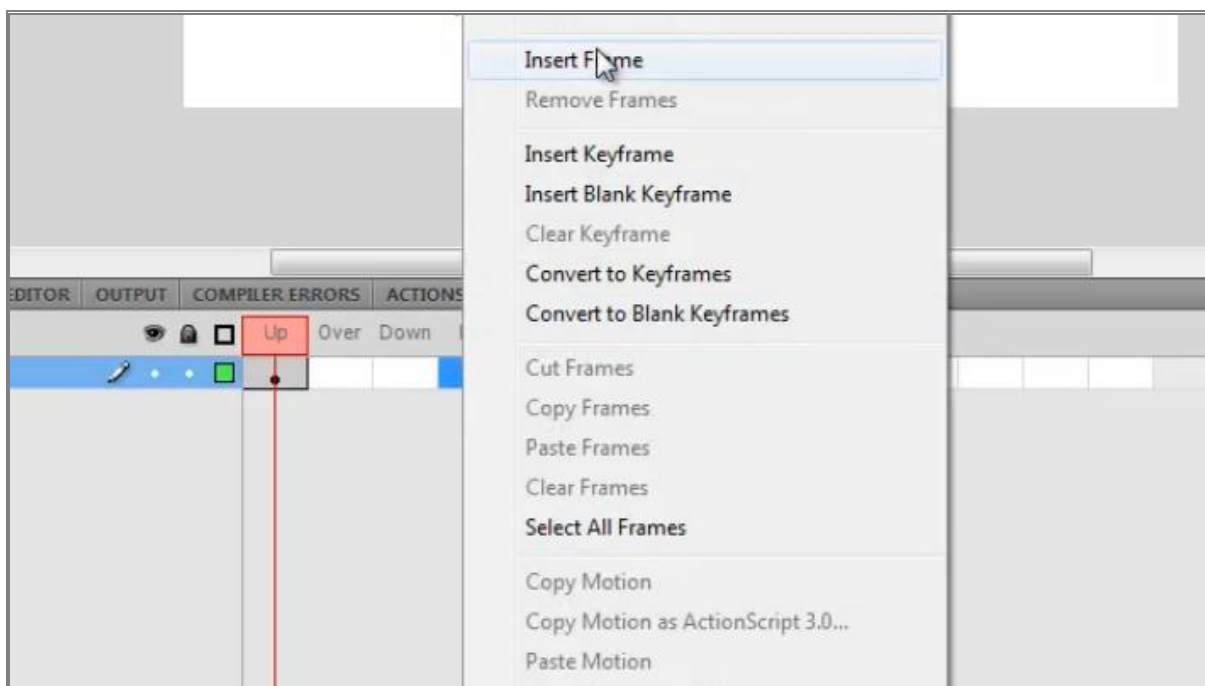 Insert Frame
Remove Frames
Insert Keyframe
Insert Blank Keyframe
Clear Keyframe
Convert to Keyframes
Convert to Blank Keyframes
EDITOR OUTPUT COMPILER ERRORS ACTIONS
Up Over Down
Cut Frames
Copy Frames
Paste Frames
Clear Frames
Select All Frames
Copy Motion
Copy Motion as ActionScript 3.0...
Paste Motion